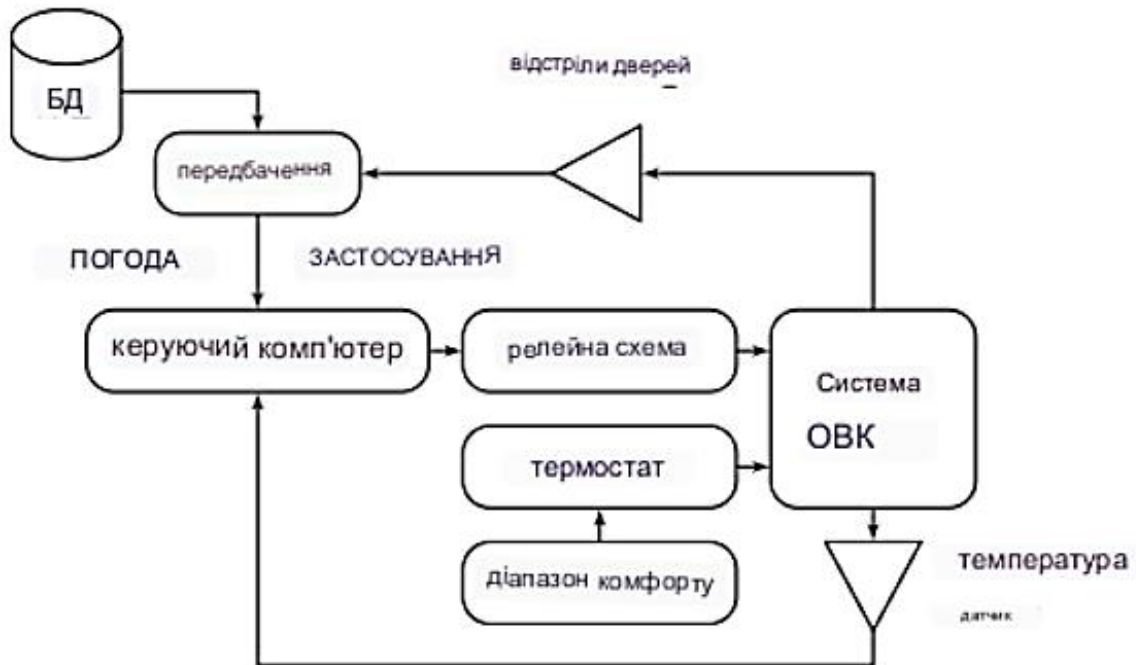 БД
відстріли дверей
передбачення
ПОГОДА
ЗАСТОСУВАННЯ
керуючий комп'ютер
релейна схема
Система
ОВК
термостат
діапазон комфорту
температура
датчик